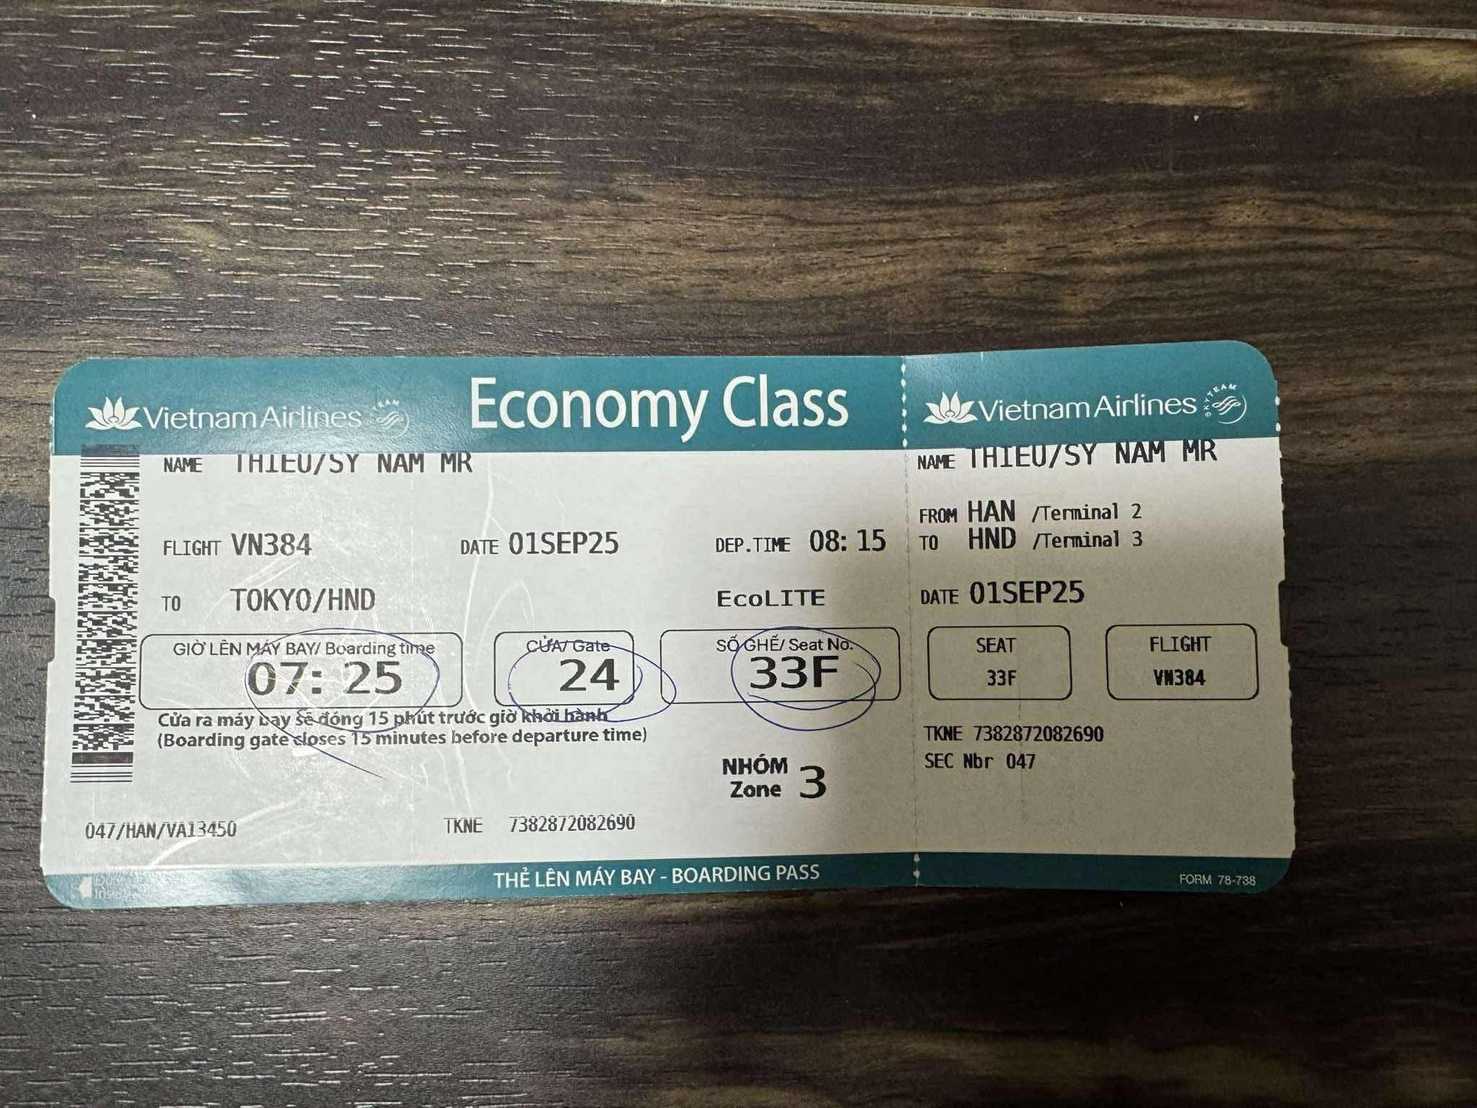 Vietnam Airlines SKYTEAM
Economy Class
NAME THIEU/SY NAM MR
FLIGHT VN384 DATE 01SEP25 DEP.TIME 08:15
TO TOKYO/HND EcoLITE
GIỜ LÊN MÁY BAY/ Boarding time
07: 25
CỬA/ Gate
24
SỐ GHẾ/ Seat No.
33F
Cửa ra máy bay sẽ đóng 15 phút trước giờ khởi hành
(Boarding gate closes 15 minutes before departure time)
NHÓM
Zone 3
047/HAN/VA13450 TKNE 7382872082690
THẺ LÊN MÁY BAY - BOARDING PASS
Vietnam Airlines SKYTEAM
NAME THIEU/SY NAM MR
FROM HAN /Terminal 2
TO HND /Terminal 3
DATE 01SEP25
SEAT
33F
FLIGHT
VN384
TKNE 7382872082690
SEC Nbr 047
FORM 78-738